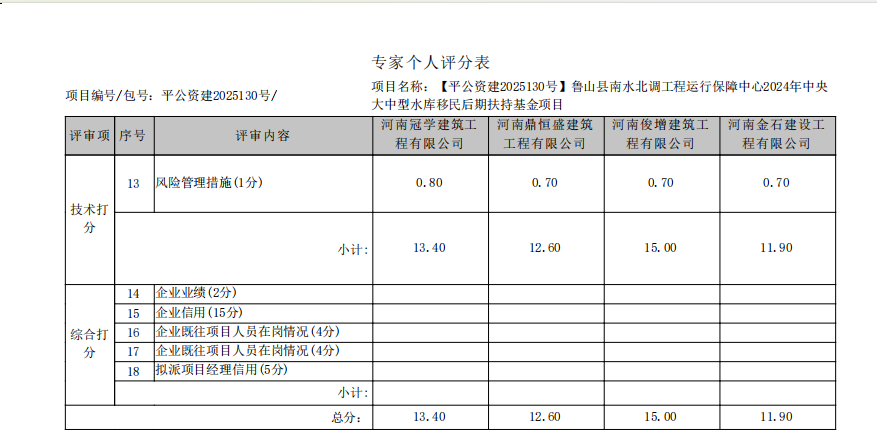 专家个人评分表
项目编号/包号：平公资建2025130号/
项目名称：【平公资建2025130号】鲁山县南水北调工程运行保障中心2024年中央
大中型水库移民后期扶持基金项目
评审项 序号 评审内容 河南冠学建筑工程有限公司 河南鼎恒盛建筑工程有限公司 河南俊增建筑工程有限公司 河南金石建设工程有限公司
技术打分
13 风险管理措施(1分) 0.80 0.70 0.70 0.70
小计: 13.40 12.60 15.00 11.90
综合打分
14 企业业绩(2分)
15 企业信用(15分)
16 企业既往项目人员在岗情况(4分)
17 企业既往项目人员在岗情况(4分)
18 拟派项目经理信用(5分)
小计:
总分: 13.40 12.60 15.00 11.90